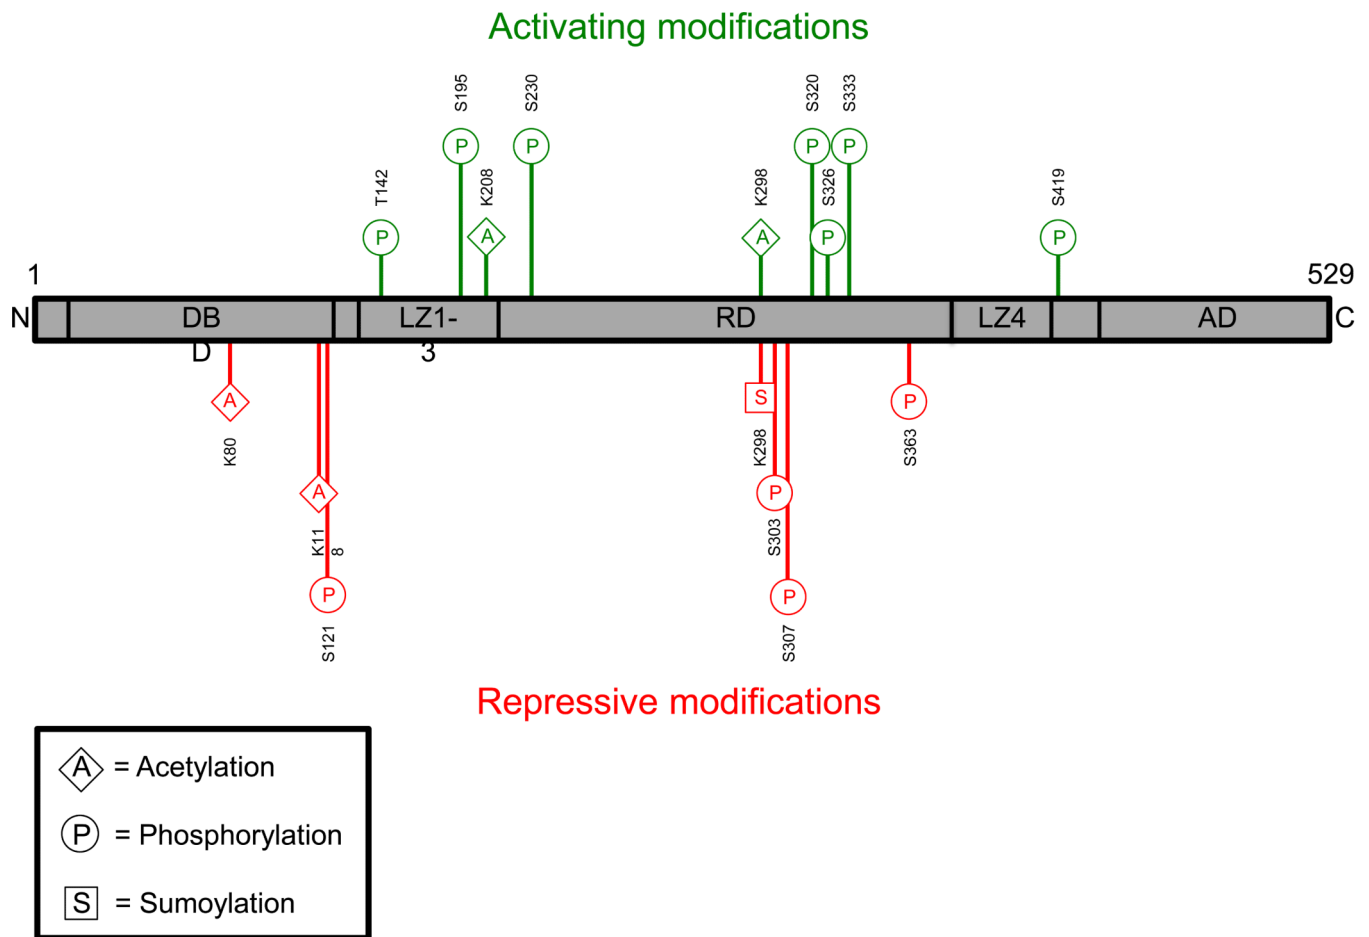 Activating modifications
S195
S230
S320
S333
P
P
P
P
T142
K208
K298
S326
S419
P
A
A
P
P
1
529
N
DB
D
LZ1-
3
RD
LZ4
AD
C
A
S
P
K80
K298
S363
A
P
K11
8
S303
P
P
S121
S307
Repressive modifications
A = Acetylation
P = Phosphorylation
S = Sumoylation